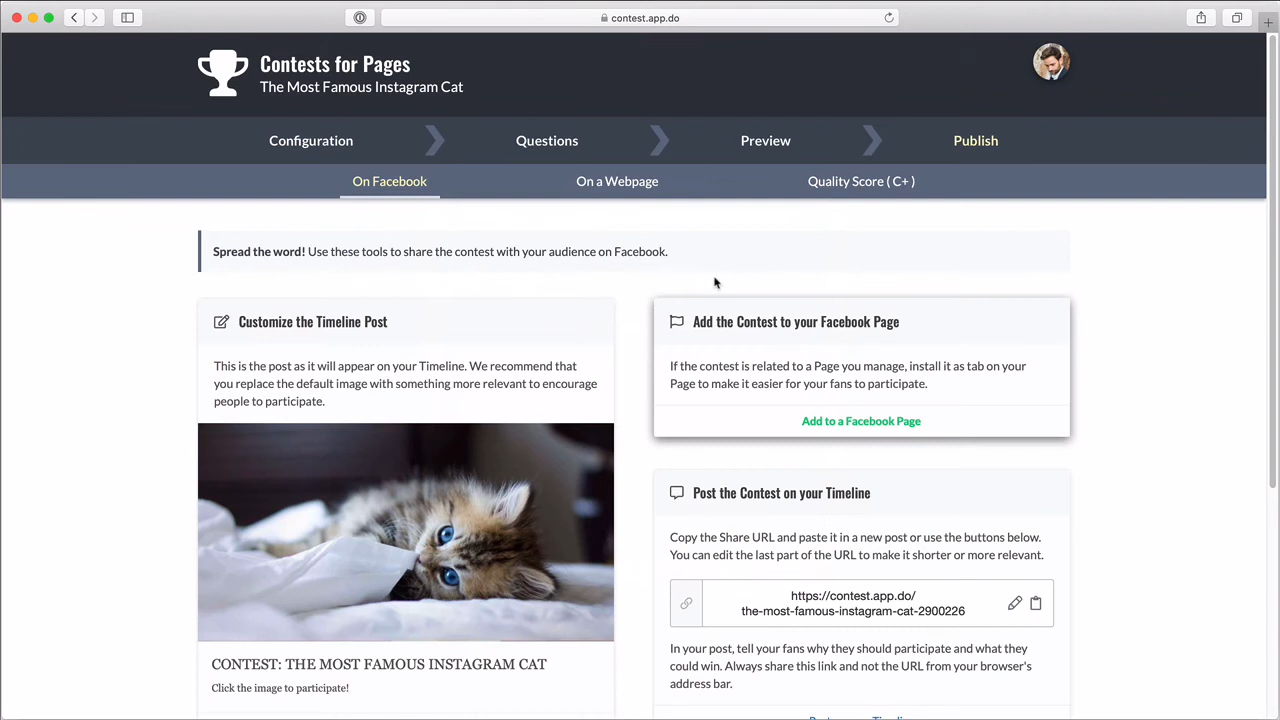 contest.app.do
Contests for Pages
The Most Famous Instagram Cat
Configuration
Questions
Preview
Publish
On Facebook
On a Webpage
Quality Score ( C+ )
Spread the word! Use these tools to share the contest with your audience on Facebook.
Customize the Timeline Post
This is the post as it will appear on your Timeline. We recommend that
you replace the default image with something more relevant to encourage
people to participate.
CONTEST: THE MOST FAMOUS INSTAGRAM CAT
Click the image to participate!
Add the Contest to your Facebook Page
If the contest is related to a Page you manage, install it as tab on your
Page to make it easier for your fans to participate.
Add to a Facebook Page
Post the Contest on your Timeline
Copy the Share URL and paste it in a new post or use the buttons below.
You can edit the last part of the URL to make it shorter or more relevant.
https://contest.app.do/
the-most-famous-instagram-cat-2900226
In your post, tell your fans why they should participate and what they
could win. Always share this link and not the URL from your browser's
address bar.